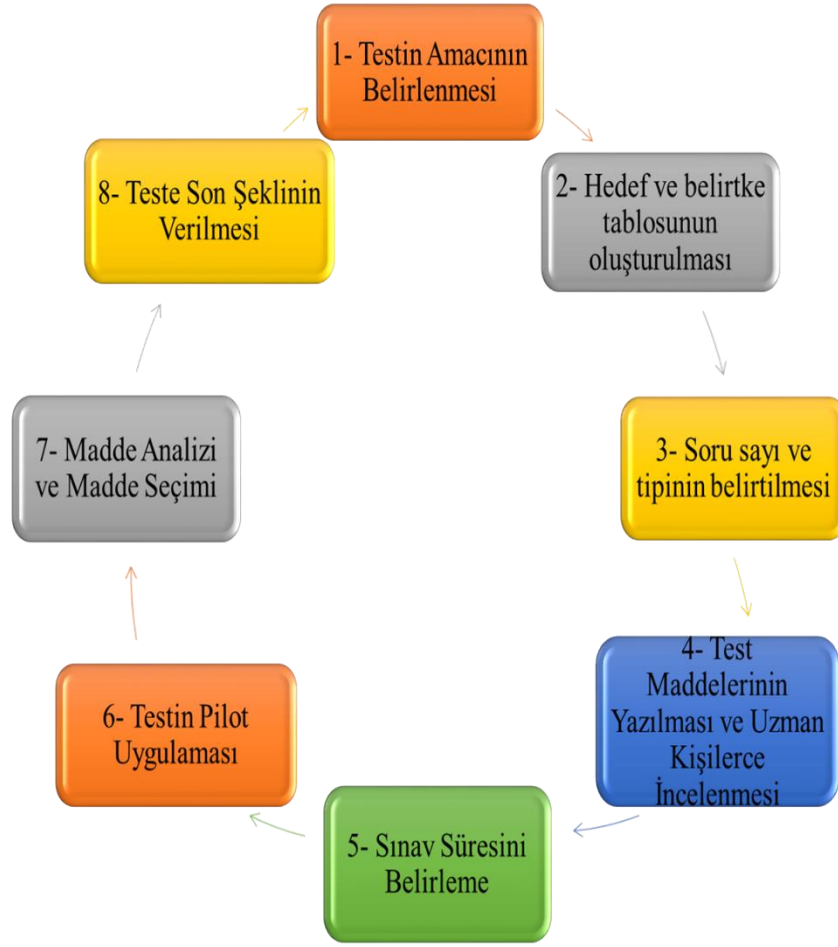 1- Testin Amacının
Belirlenmesi
2- Hedef ve belirtke
tablosunun
oluşturulması
3- Soru sayı ve
tipinin belirtilmesi
4- Test
Maddelerinin
Yazılması ve Uzman
Kişilerce
İncelenmesi
5- Sınav Süresini
Belirleme
6- Testin Pilot
Uygulaması
7- Madde Analizi
ve Madde Seçimi
8- Teste Son Şeklinin
Verilmesi